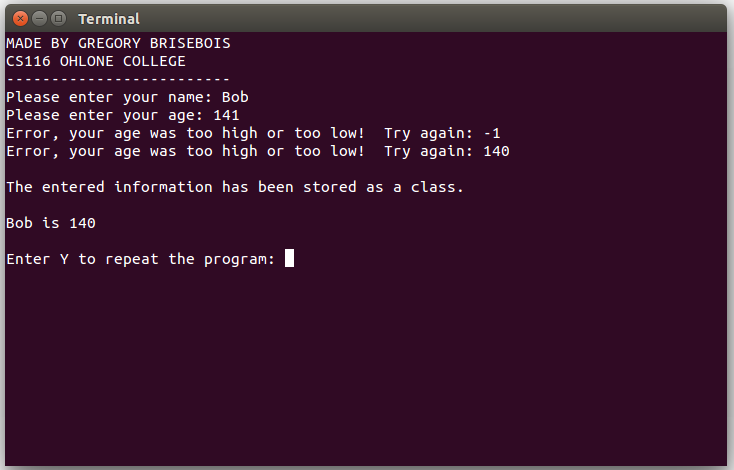 Terminal
MADE BY GREGORY BRISEBOIS
CS116 OHLONE COLLEGE
-------------------------
Please enter your name: Bob
Please enter your age: 141
Error, your age was too high or too low!  Try again: -1
Error, your age was too high or too low!  Try again: 140
The entered information has been stored as a class.
Bob is 140
Enter Y to repeat the program: